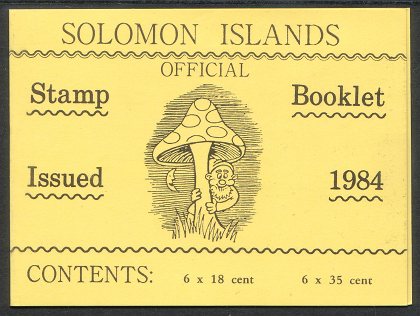 SOLOMON ISLANDS
OFFICIAL
Stamp Booklet
Issued 1984
CONTENTS: 6 x 18 cent 6 x 35 cent